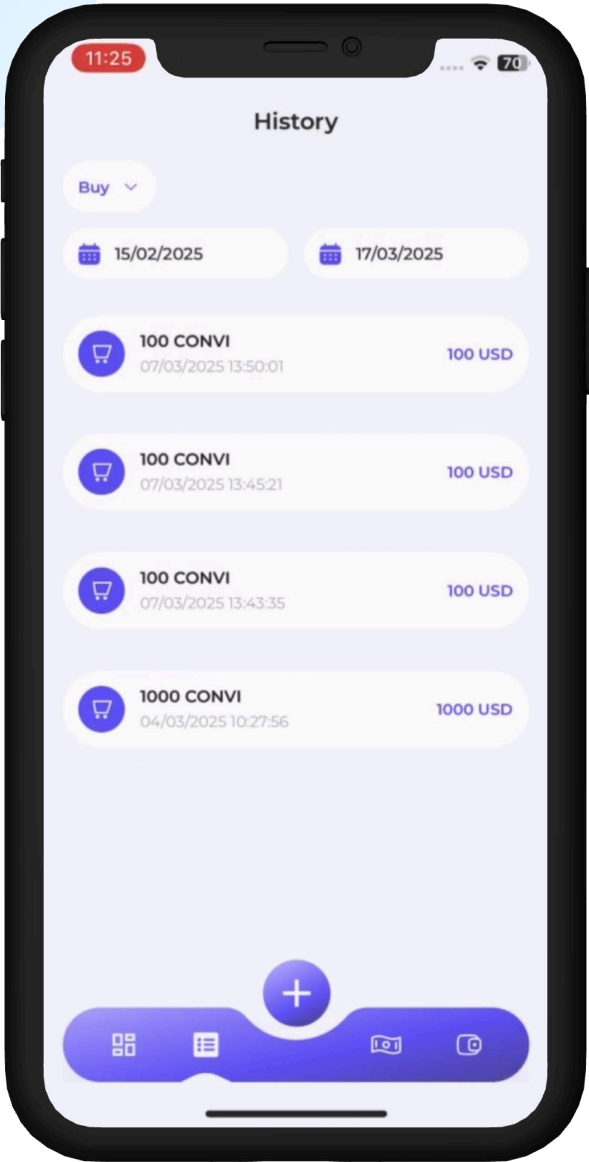 11:25
70
History
Buy
15/02/2025
17/03/2025
100 CONVI
07/03/2025 13:50:01
100 USD
100 CONVI
07/03/2025 13:45:21
100 USD
100 CONVI
07/03/2025 13:43:35
100 USD
1000 CONVI
04/03/2025 10:27:56
1000 USD